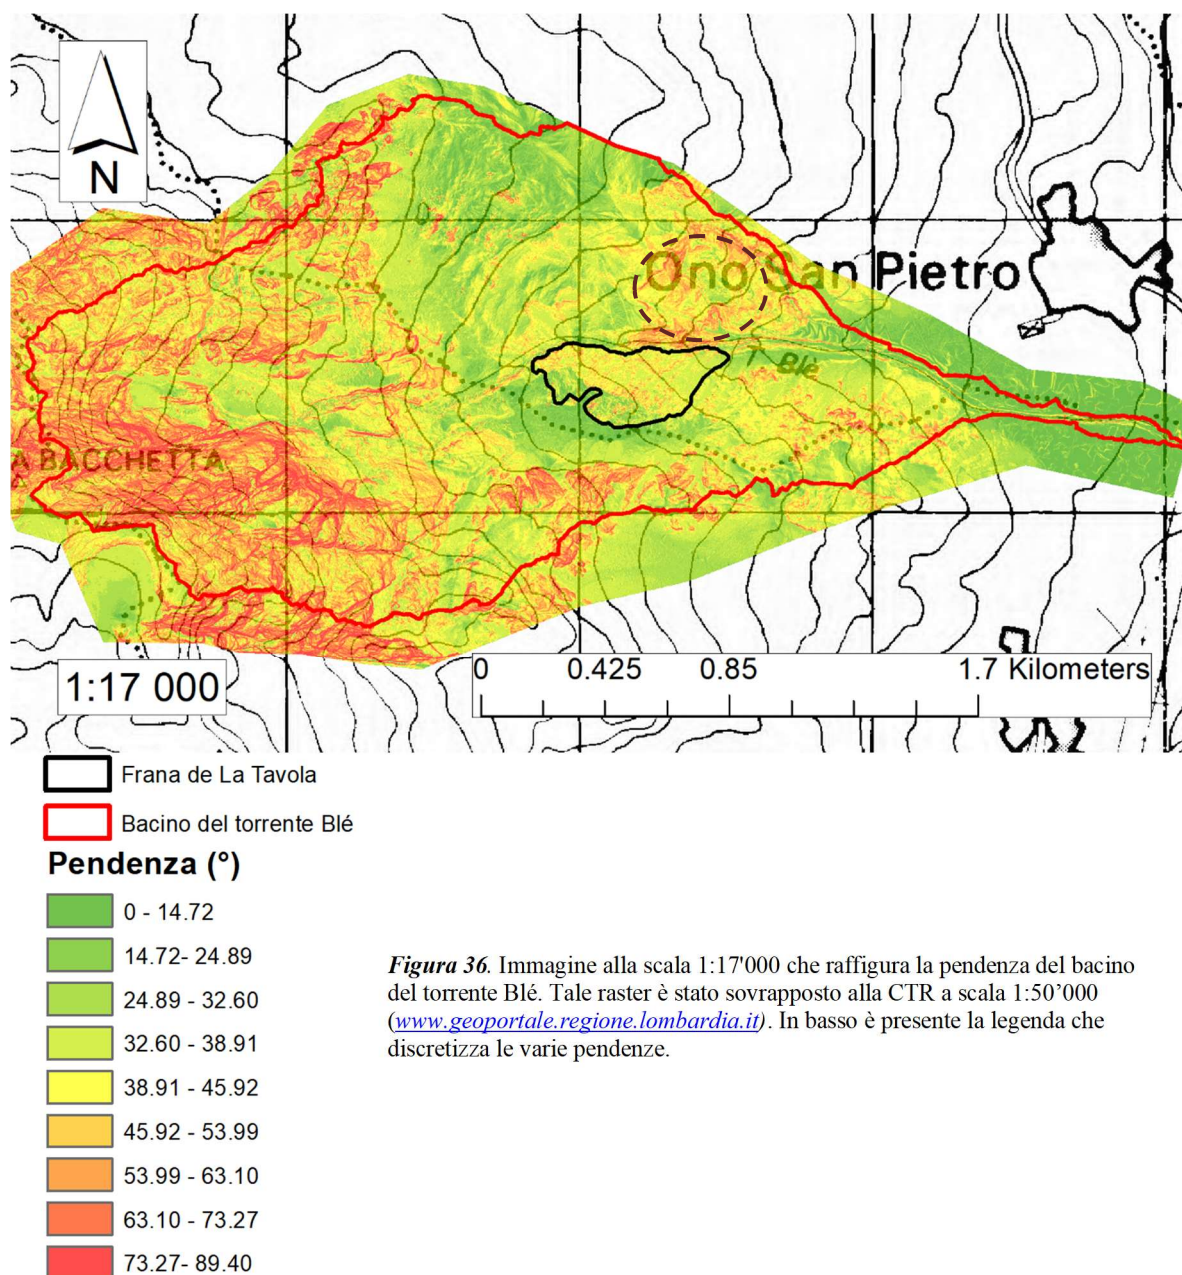 N
Ono San Pietro
T. Blé
A BACCHETTA
1:17 000
0 0.425 0.85 1.7 Kilometers
Frana de La Tavola
Bacino del torrente Blé
Pendenza (°)
0 - 14.72
14.72- 24.89
24.89 - 32.60
32.60 - 38.91
38.91 - 45.92
45.92 - 53.99
53.99 - 63.10
63.10 - 73.27
73.27- 89.40
Figura 36. Immagine alla scala 1:17'000 che raffigura la pendenza del bacino
del torrente Blé. Tale raster è stato sovrapposto alla CTR a scala 1:50’000
(www.geoportale.regione.lombardia.it). In basso è presente la legenda che
discretizza le varie pendenze.